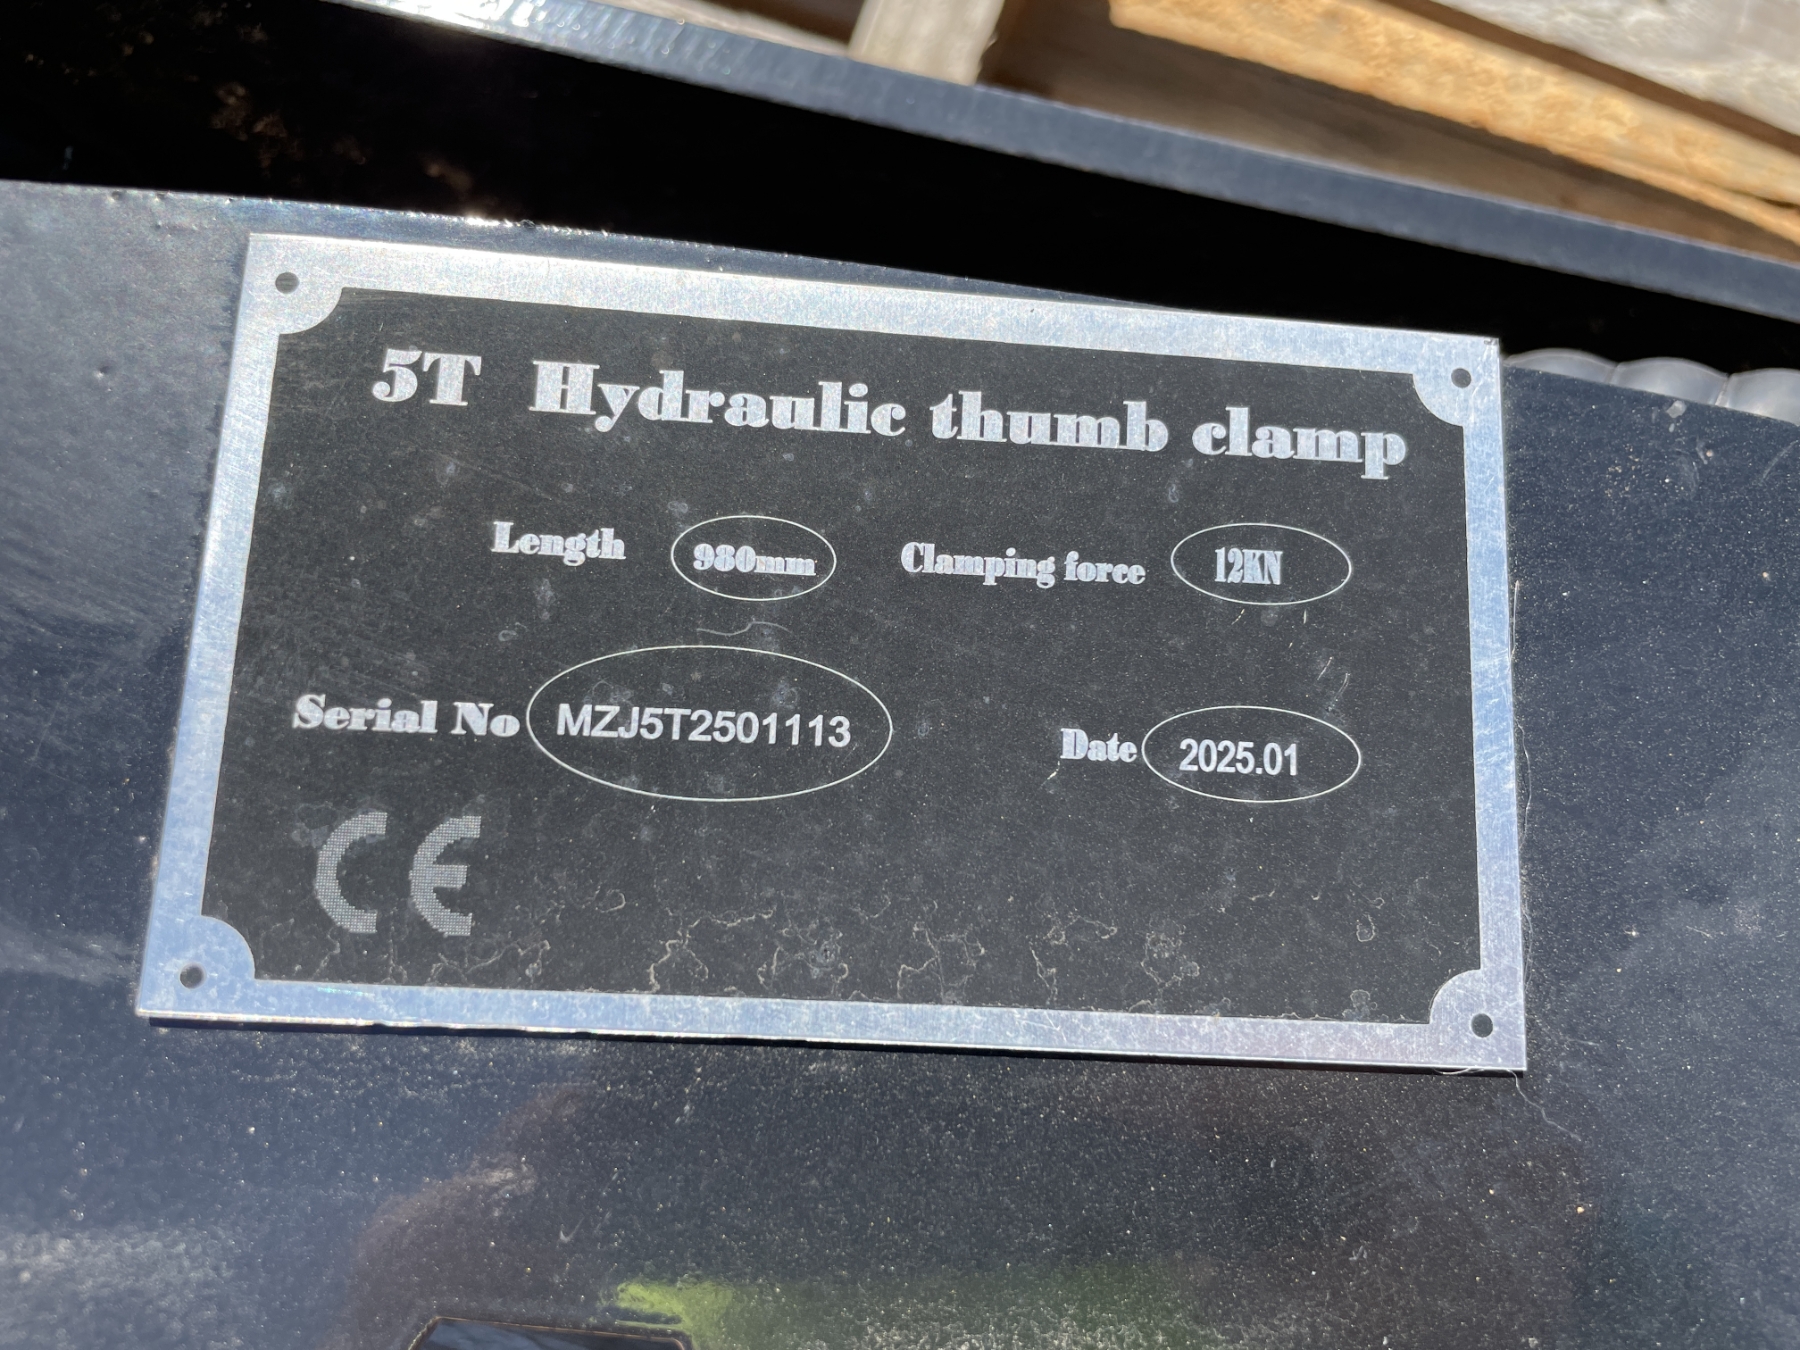 5T Hydraulic thumb clamp
Length 980mm Clamping force 12KN
Serial No MZJ5T2501113 Date 2025.01
CE